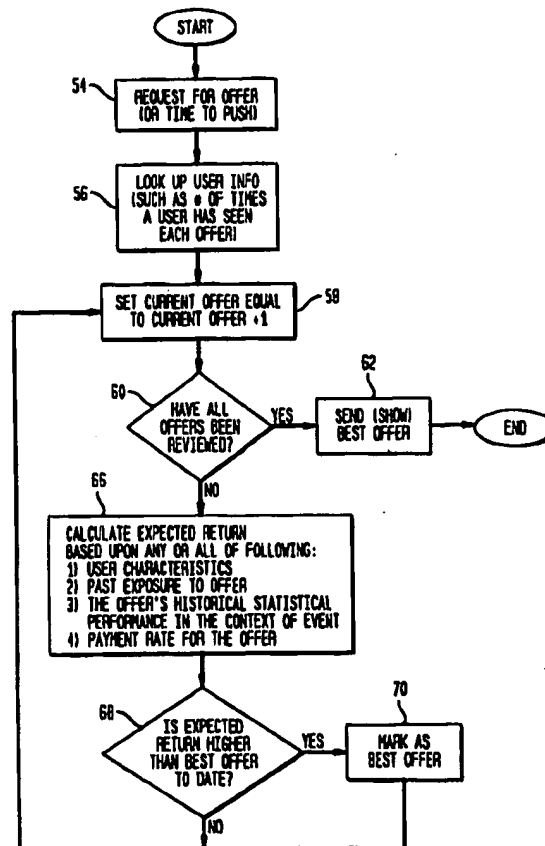 START
54
REQUEST FOR OFFER
(OR TIME TO PUSH)
56
LOOK UP USER INFO
(SUCH AS # OF TIMES
A USER HAS SEEN
EACH OFFER)
SET CURRENT OFFER EQUAL
TO CURRENT OFFER +1
58
60
HAVE ALL
OFFERS BEEN
REVIEWED?
YES
62
SEND (SHOW)
BEST OFFER
END
NO
66
CALCULATE EXPECTED RETURN
BASED UPON ANY OR ALL OF FOLLOWING:
1) USER CHARACTERISTICS
2) PAST EXPOSURE TO OFFER
3) THE OFFER'S HISTORICAL STATISTICAL
PERFORMANCE IN THE CONTEXT OF EVENT
4) PAYMENT RATE FOR THE OFFER
68
IS EXPECTED
RETURN HIGHER
THAN BEST OFFER
TO DATE?
YES
70
MARK AS
BEST OFFER
NO